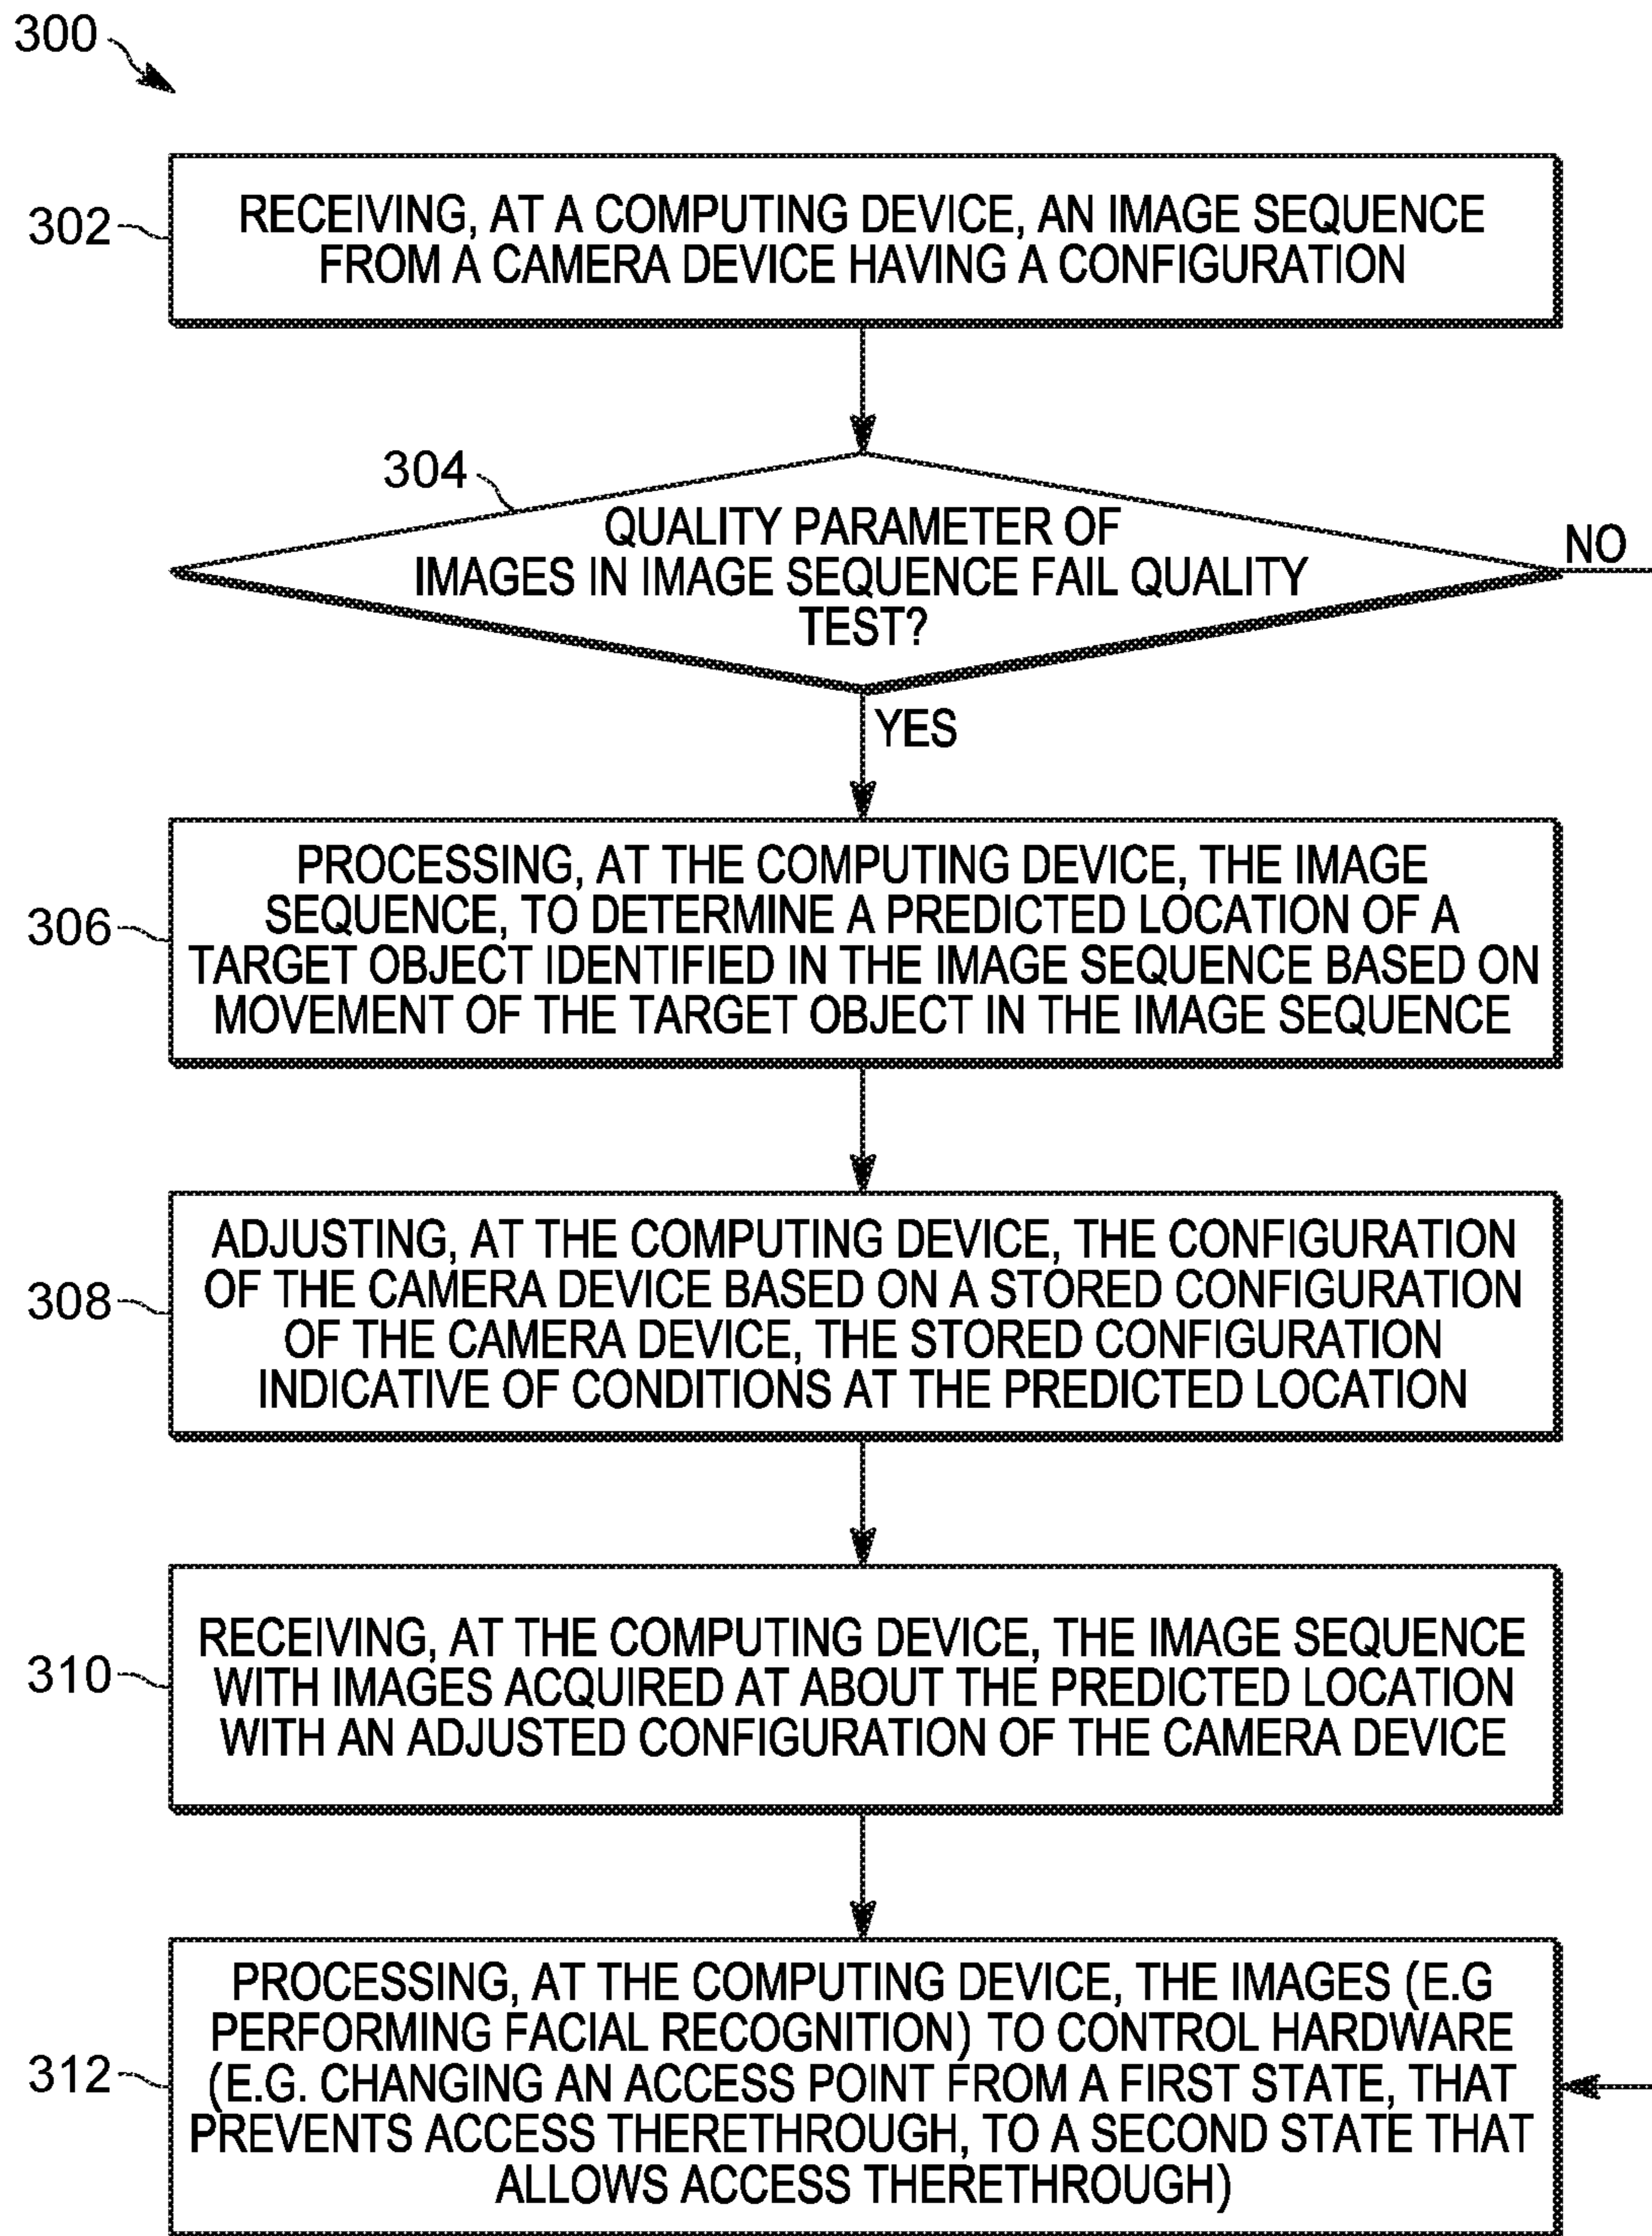 300
302
RECEIVING, AT A COMPUTING DEVICE, AN IMAGE SEQUENCE
FROM A CAMERA DEVICE HAVING A CONFIGURATION
304
QUALITY PARAMETER OF
IMAGES IN IMAGE SEQUENCE FAIL QUALITY
TEST?
NO
YES
306
PROCESSING, AT THE COMPUTING DEVICE, THE IMAGE
SEQUENCE, TO DETERMINE A PREDICTED LOCATION OF A
TARGET OBJECT IDENTIFIED IN THE IMAGE SEQUENCE BASED ON
MOVEMENT OF THE TARGET OBJECT IN THE IMAGE SEQUENCE
308
ADJUSTING, AT THE COMPUTING DEVICE, THE CONFIGURATION
OF THE CAMERA DEVICE BASED ON A STORED CONFIGURATION
OF THE CAMERA DEVICE, THE STORED CONFIGURATION
INDICATIVE OF CONDITIONS AT THE PREDICTED LOCATION
310
RECEIVING, AT THE COMPUTING DEVICE, THE IMAGE SEQUENCE
WITH IMAGES ACQUIRED AT ABOUT THE PREDICTED LOCATION
WITH AN ADJUSTED CONFIGURATION OF THE CAMERA DEVICE
312
PROCESSING, AT THE COMPUTING DEVICE, THE IMAGES (E.G
PERFORMING FACIAL RECOGNITION) TO CONTROL HARDWARE
(E.G. CHANGING AN ACCESS POINT FROM A FIRST STATE, THAT
PREVENTS ACCESS THERETHROUGH, TO A SECOND STATE THAT
ALLOWS ACCESS THERETHROUGH)